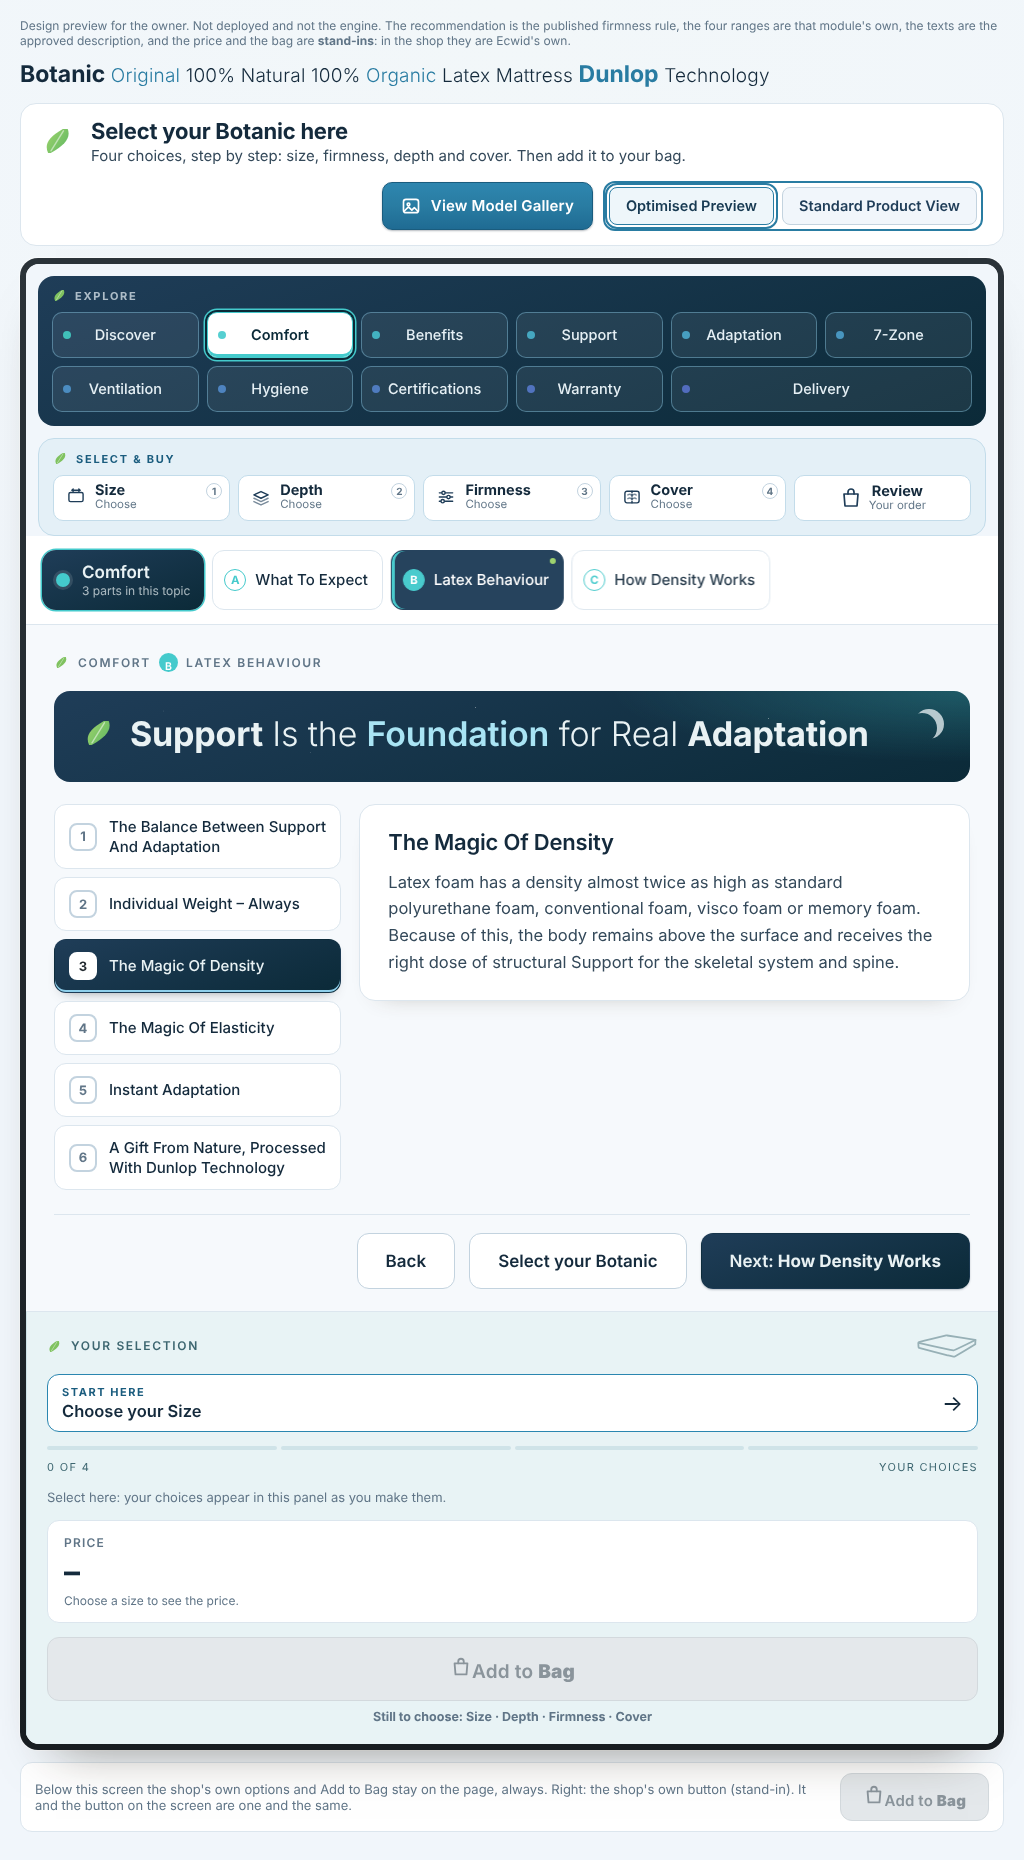 Design preview for the owner. Not deployed and not the engine. The recommendation is the published firmness rule, the four ranges are that module's own, the texts are the
approved description, and the price and the bag are stand-ins: in the shop they are Ecwid's own.
Botanic Original 100% Natural 100% Organic Latex Mattress Dunlop Technology
Select your Botanic here
Four choices, step by step: size, firmness, depth and cover. Then add it to your bag.
View Model Gallery
Optimised Preview
Standard Product View
EXPLORE
Discover
Comfort
Benefits
Support
Adaptation
7-Zone
Ventilation
Hygiene
Certifications
Warranty
Delivery
SELECT & BUY
Size
Choose
1
Depth
Choose
2
Firmness
Choose
3
Cover
Choose
4
Review
Your order
Comfort
3 parts in this topic
A What To Expect
B Latex Behaviour
C How Density Works
COMFORT B LATEX BEHAVIOUR
Support Is the Foundation for Real Adaptation
1 The Balance Between Support
And Adaptation
2 Individual Weight – Always
3 The Magic Of Density
4 The Magic Of Elasticity
5 Instant Adaptation
6 A Gift From Nature, Processed
With Dunlop Technology
The Magic Of Density
Latex foam has a density almost twice as high as standard
polyurethane foam, conventional foam, visco foam or memory foam.
Because of this, the body remains above the surface and receives the
right dose of structural Support for the skeletal system and spine.
Back
Select your Botanic
Next: How Density Works
YOUR SELECTION
START HERE
Choose your Size
0 OF 4
YOUR CHOICES
Select here: your choices appear in this panel as you make them.
PRICE
–
Choose a size to see the price.
Add to Bag
Still to choose: Size · Depth · Firmness · Cover
Below this screen the shop's own options and Add to Bag stay on the page, always. Right: the shop's own button (stand-in). It
and the button on the screen are one and the same.
Add to Bag